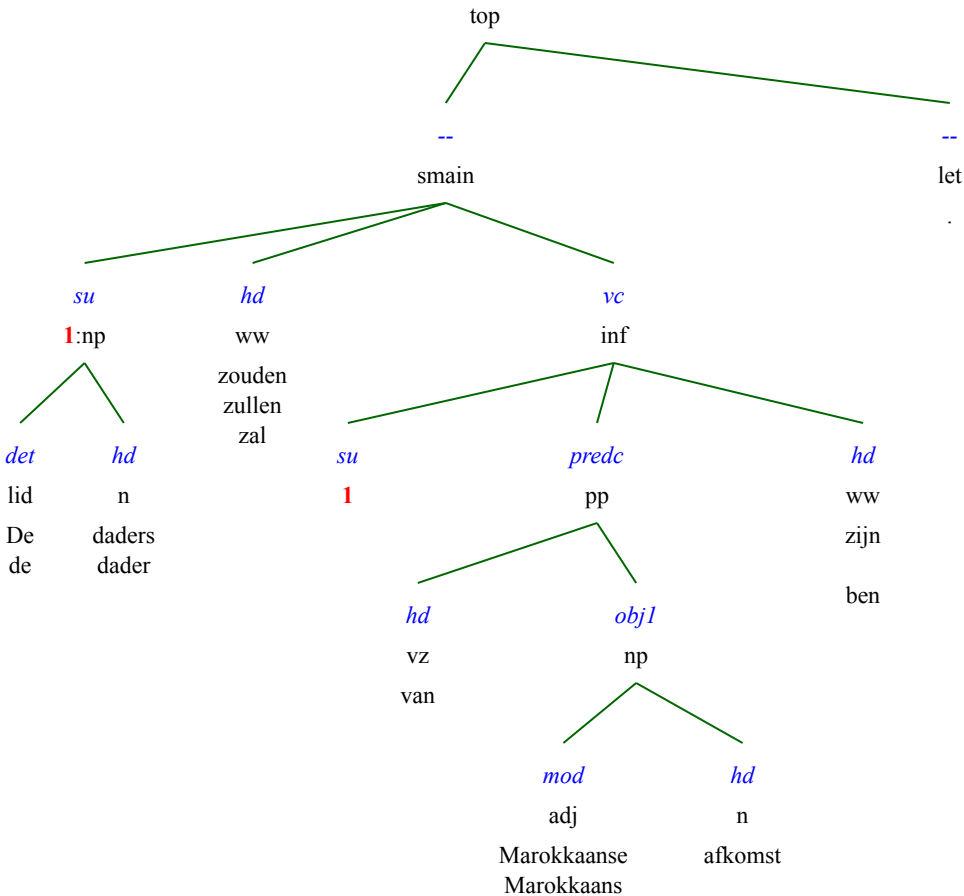 top
-- --
smain let
.
su hd vc
1:np ww inf
zouden
zullen
zal
det hd su predc hd
lid n 1 pp ww
De daders zijn
de dader
ben
hd obj1
vz np
van
mod hd
adj n
Marokkaanse afkomst
Marokkaans